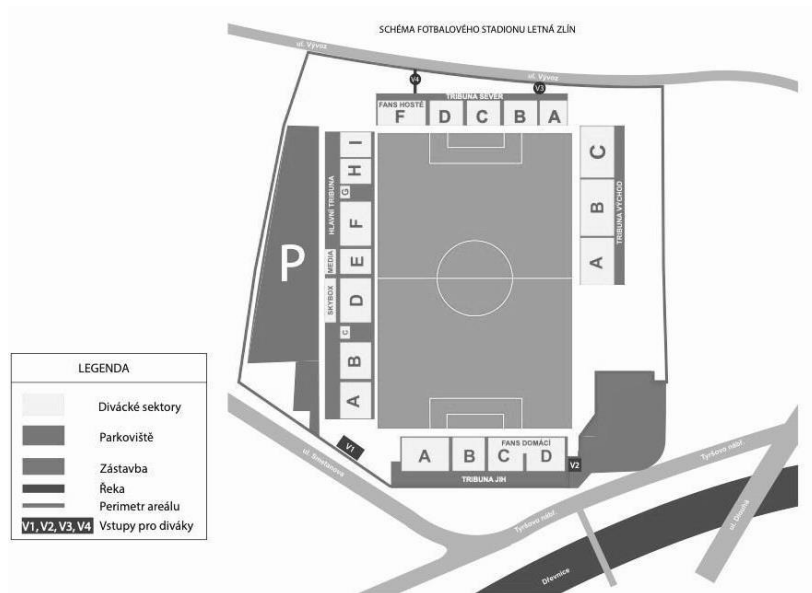 SCHÉMA FOTBALOVÉHO STADIONU LETNÁ ZLÍN
ul. Vývoz
ul. Vývoz
V4
V3
TRIBUNA SEVER
FANS HOSTÉ
F
D
C
B
A
I
H
G
F
E
D
C
B
A
HLAVNÍ TRIBUNA
MEDIA
SKYBOX
P
C
B
A
TRIBUNA VÝCHOD
LEGENDA
Divácké sektory
Parkoviště
Zástavba
Řeka
Perimetr areálu
V1, V2, V3, V4 Vstupy pro diváky
V1
ul. Smetanova
A
B
C
D
FANS DOMÁCÍ
V2
TRIBUNA JIH
Tyršovo nábř.
Tyršovo nábř.
ul. Dlouhá
Dřevnice